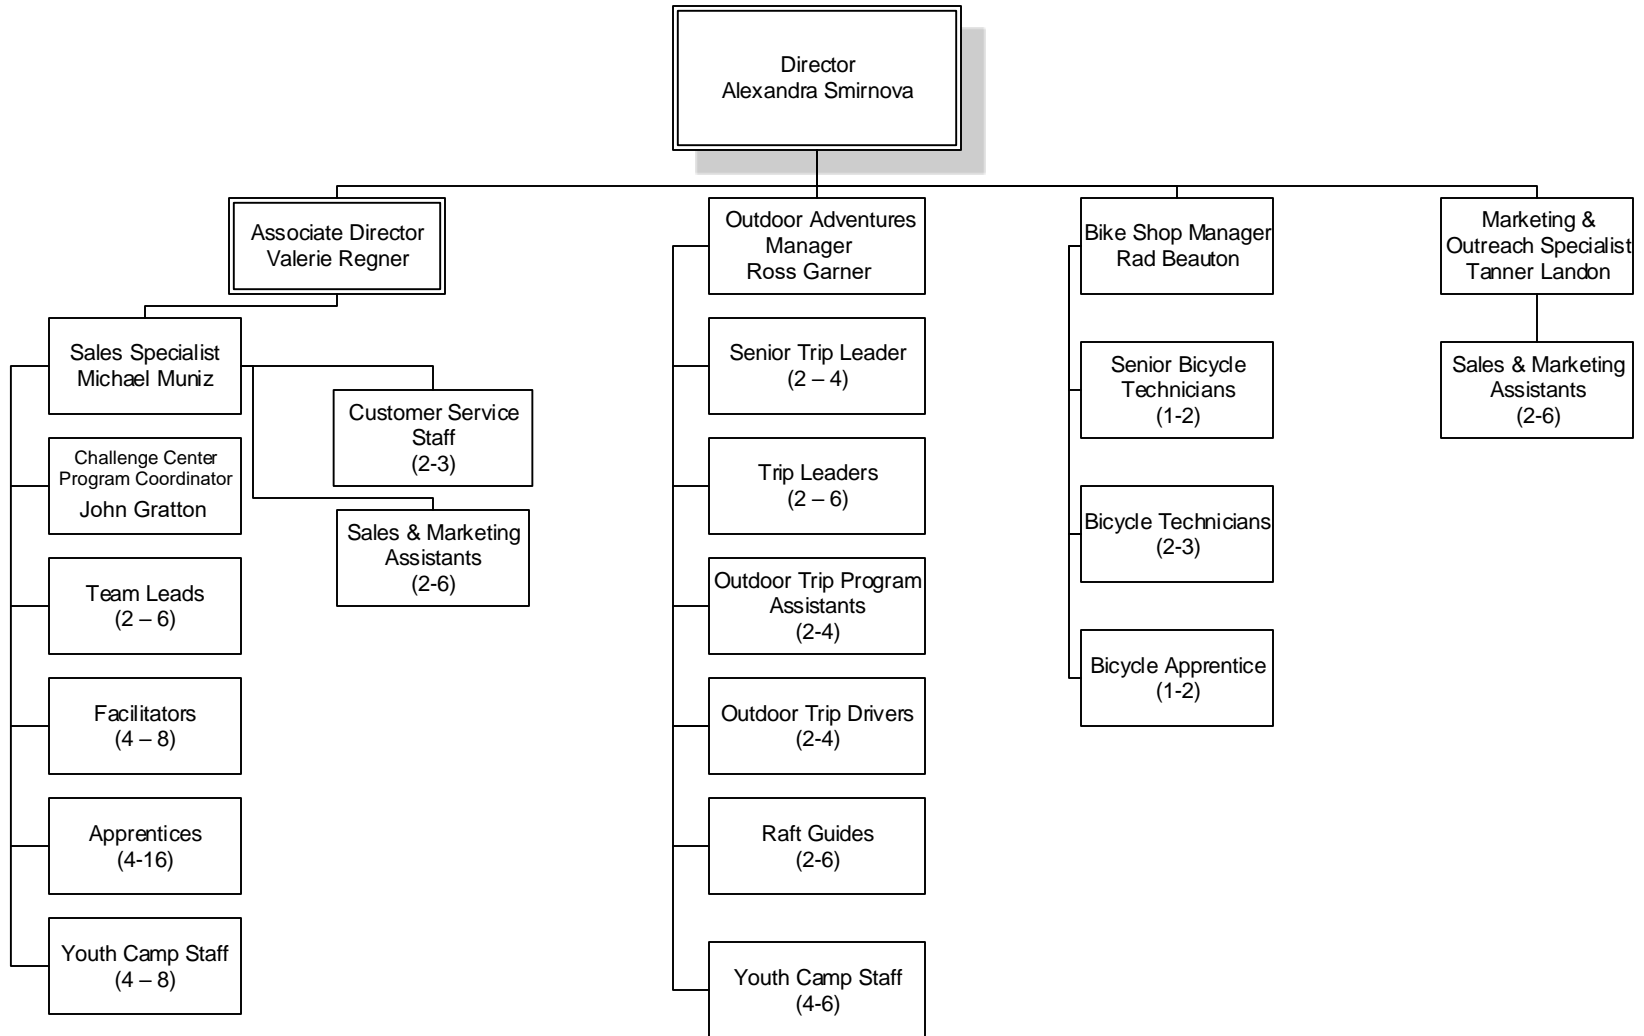 Director
Alexandra Smirnova
Associate Director
Valerie Regner
Outdoor Adventures
Manager
Ross Garner
Bike Shop Manager
Rad Beauton
Marketing &
Outreach Specialist
Tanner Landon
Sales Specialist
Michael Muniz
Customer Service
Staff
(2-3)
Sales & Marketing
Assistants
(2-6)
Challenge Center
Program Coordinator
John Gratton
Team Leads
(2 – 6)
Facilitators
(4 – 8)
Apprentices
(4-16)
Youth Camp Staff
(4 – 8)
Senior Trip Leader
(2 – 4)
Trip Leaders
(2 – 6)
Outdoor Trip Program
Assistants
(2-4)
Outdoor Trip Drivers
(2-4)
Raft Guides
(2-6)
Youth Camp Staff
(4-6)
Senior Bicycle
Technicians
(1-2)
Bicycle Technicians
(2-3)
Bicycle Apprentice
(1-2)
Sales & Marketing
Assistants
(2-6)